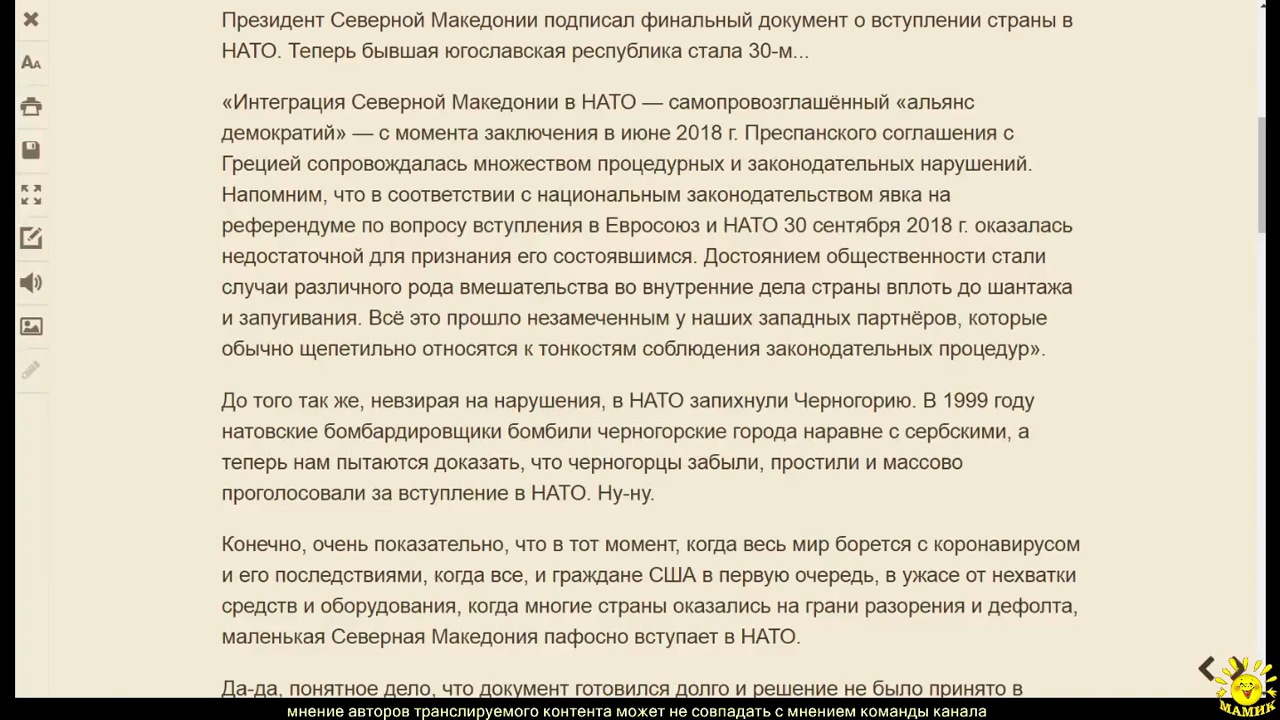 Президент Северной Македонии подписал финальный документ о вступлении страны в
НАТО. Теперь бывшая югославская республика стала 30-м...
«Интеграция Северной Македонии в НАТО — самопровозглашённый «альянс
демократий» — с момента заключения в июне 2018 г. Преспанского соглашения с
Грецией сопровождалась множеством процедурных и законодательных нарушений.
Напомним, что в соответствии с национальным законодательством явка на
референдуме по вопросу вступления в Евросоюз и НАТО 30 сентября 2018 г. оказалась
недостаточной для признания его состоявшимся. Достоянием общественности стали
случаи различного рода вмешательства во внутренние дела страны вплоть до шантажа
и запугивания. Всё это прошло незамеченным у наших западных партнёров, которые
обычно щепетильно относятся к тонкостям соблюдения законодательных процедур».
До того так же, невзирая на нарушения, в НАТО запихнули Черногорию. В 1999 году
натовские бомбардировщики бомбили черногорские города наравне с сербскими, а
теперь нам пытаются доказать, что черногорцы забыли, простили и массово
проголосовали за вступление в НАТО. Ну-ну.
Конечно, очень показательно, что в тот момент, когда весь мир борется с коронавирусом
и его последствиями, когда все, и граждане США в первую очередь, в ужасе от нехватки
средств и оборудования, когда многие страны оказались на грани разорения и дефолта,
маленькая Северная Македония пафосно вступает в НАТО.
Да-да, понятное дело, что документ готовился долго и решение не было принято в
МАМИК
мнение авторов транслируемого контента может не совпадать с мнением команды канала